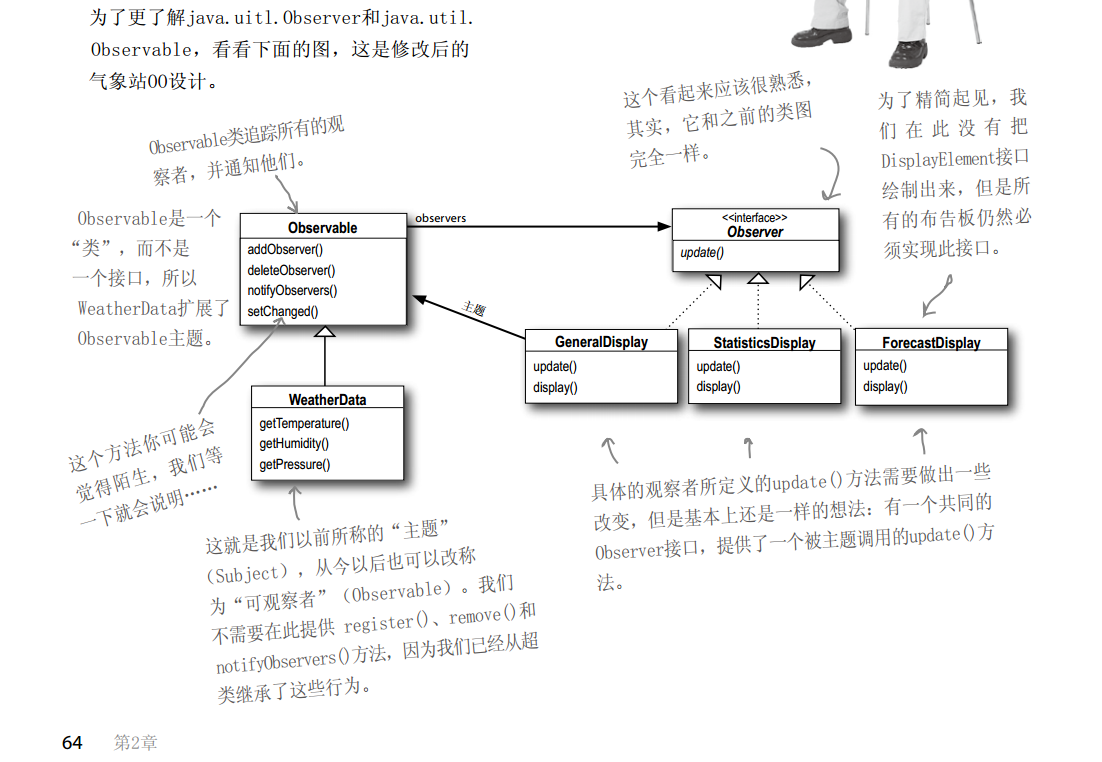 为了更了解java.uitl.Observer和java.util.
Observable，看看下面的图，这是修改后的
气象站OO设计。
Observable类追踪所有的观
察者，并通知他们。
这个看起来应该很熟悉，
其实，它和之前的类图
完全一样。
为了精简起见，我
们在此没有把
DisplayElement接口
绘制出来，但是所
有的布告板仍然必
须实现此接口。
Observable是一个
“类”，而不是
一个接口，所以
WeatherData扩展了
Observable主题。
Observable
addObserver()
deleteObserver()
notifyObservers()
setChanged()
observers
<<interface>>
Observer
update()
主题
GeneralDisplay
update()
display()
StatisticsDisplay
update()
display()
ForecastDisplay
update()
display()
WeatherData
getTemperature()
getHumidity()
getPressure()
这个方法你可能会
觉得陌生，我们等
一下就会说明……
这就是我们以前所称的“主题”
（Subject），从今以后也可以改称
为“可观察者”（Observable）。我们
不需要在此提供 register()、remove()和
notifyObservers()方法，因为我们已经从超
类继承了这些行为。
具体的观察者所定义的update()方法需要做出一些
改变，但是基本上还是一样的想法：有一个共同的
Observer接口，提供了一个被主题调用的update()方
法。
64 第2章